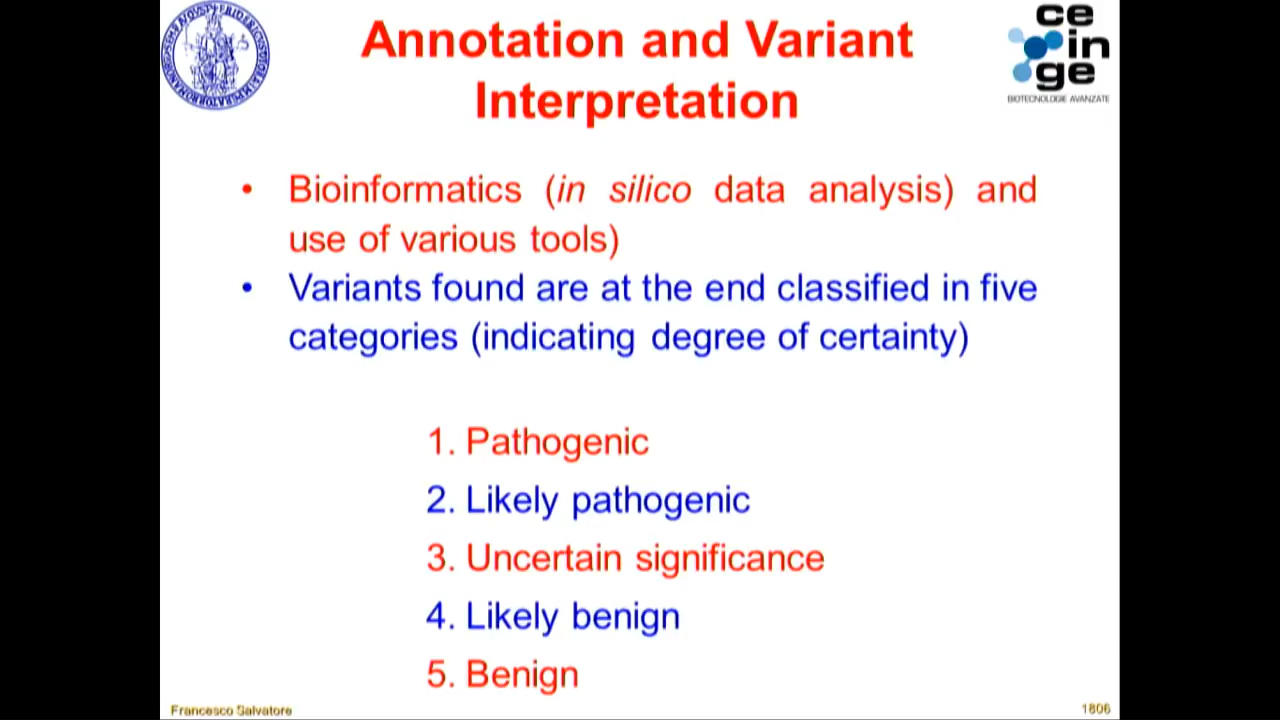 Annotation and Variant
Interpretation
ce
in
ge
BIOTECNOLOGIE AVANZATE
• Bioinformatics (in silico data analysis) and
use of various tools)
• Variants found are at the end classified in five
categories (indicating degree of certainty)
1. Pathogenic
2. Likely pathogenic
3. Uncertain significance
4. Likely benign
5. Benign
Francesco Salvatore
1806